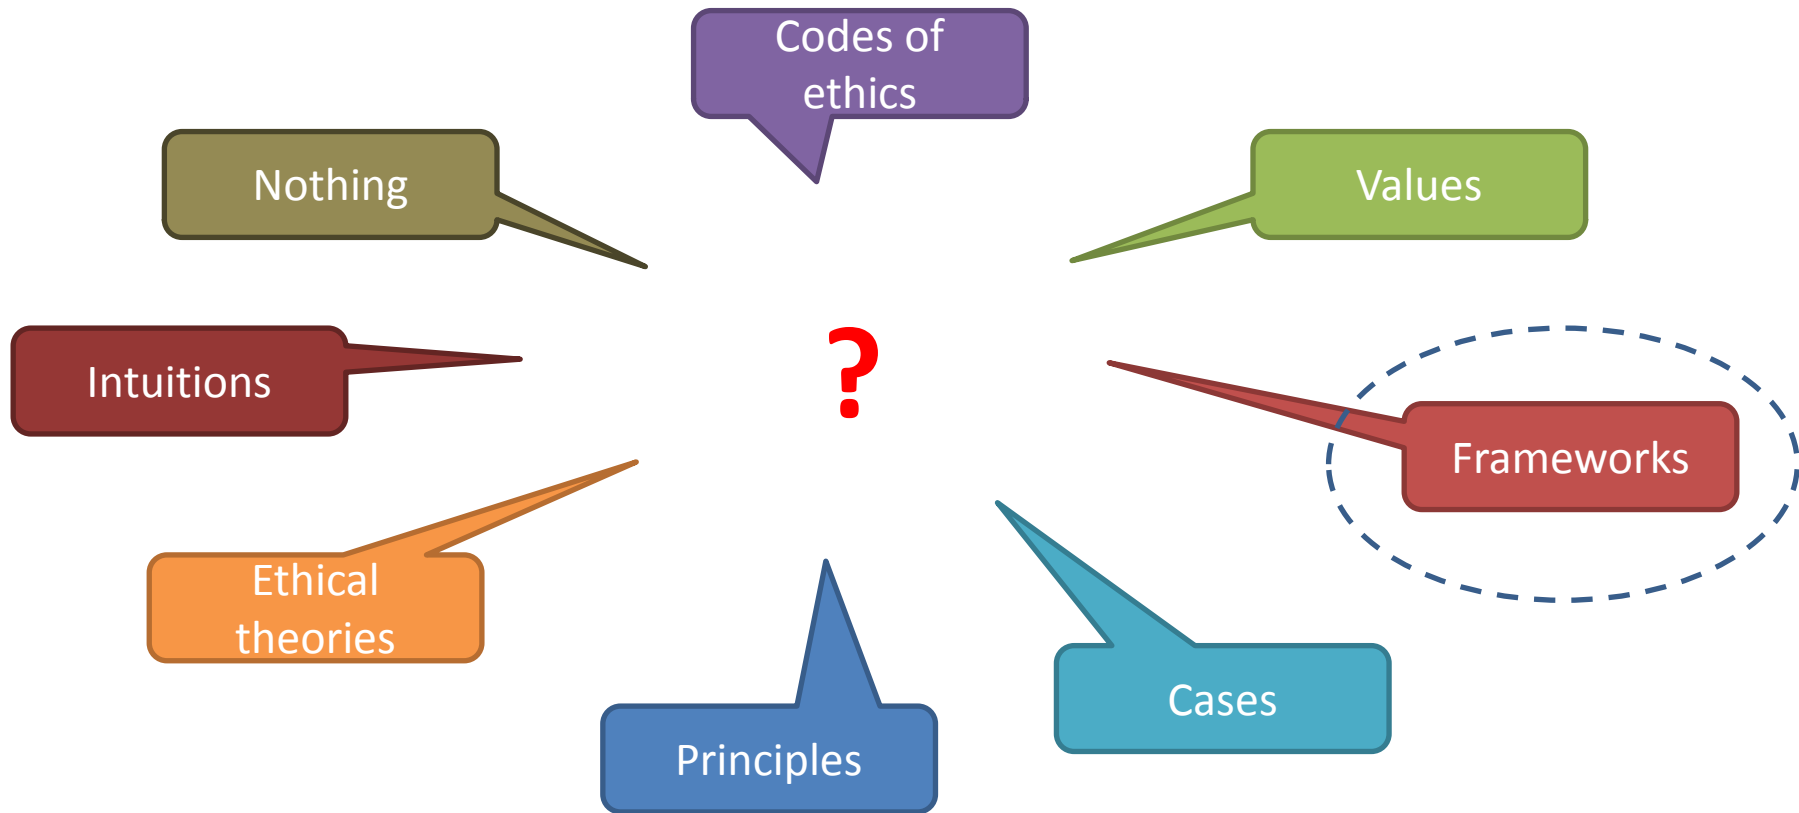 Codes of
ethics
Nothing
Values
?
Intuitions
Frameworks
Ethical
theories
Cases
Principles